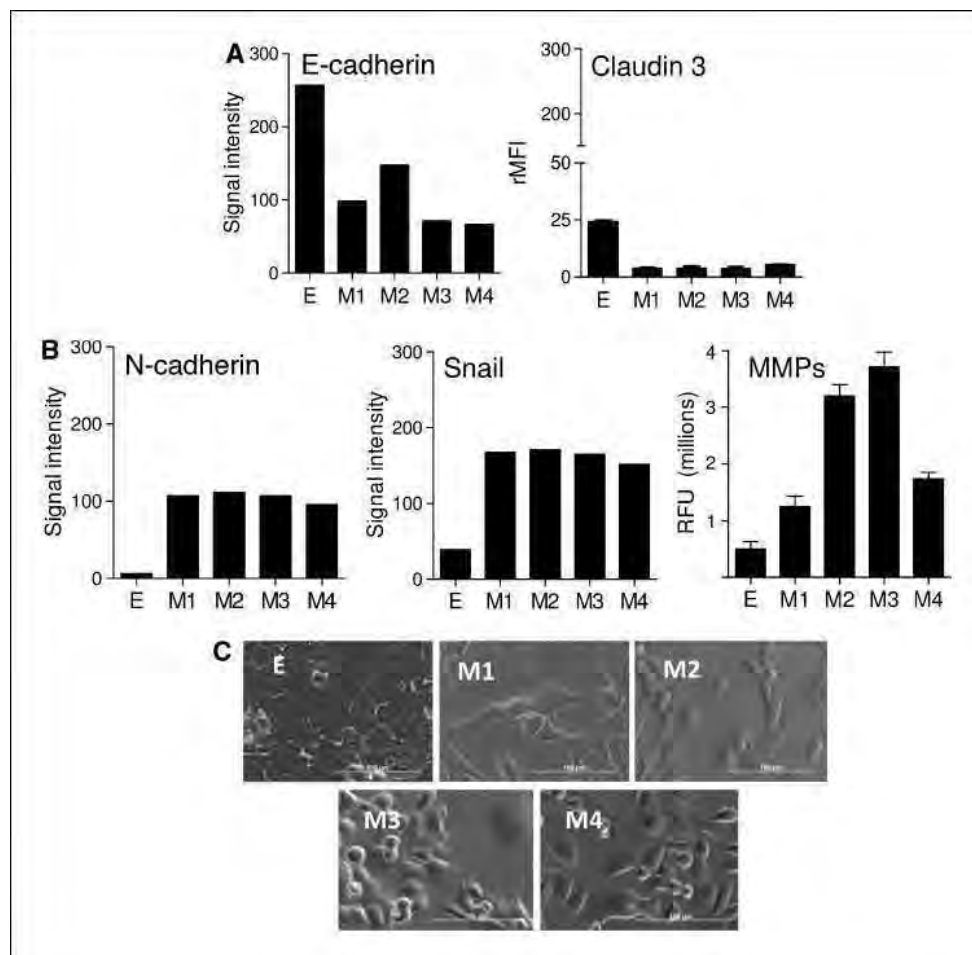 A
E-cadherin
Signal intensity
300
200
100
0
E M1 M2 M3 M4
Claudin 3
rMFI
300
200
50
25
0
E M1 M2 M3 M4
B
N-cadherin
Signal intensity
300
200
100
0
E M1 M2 M3 M4
Snail
Signal intensity
300
200
100
0
E M1 M2 M3 M4
MMPs
RFU (millions)
4
3
2
1
E M1 M2 M3 M4
C
E
M1
M2
M3
M4